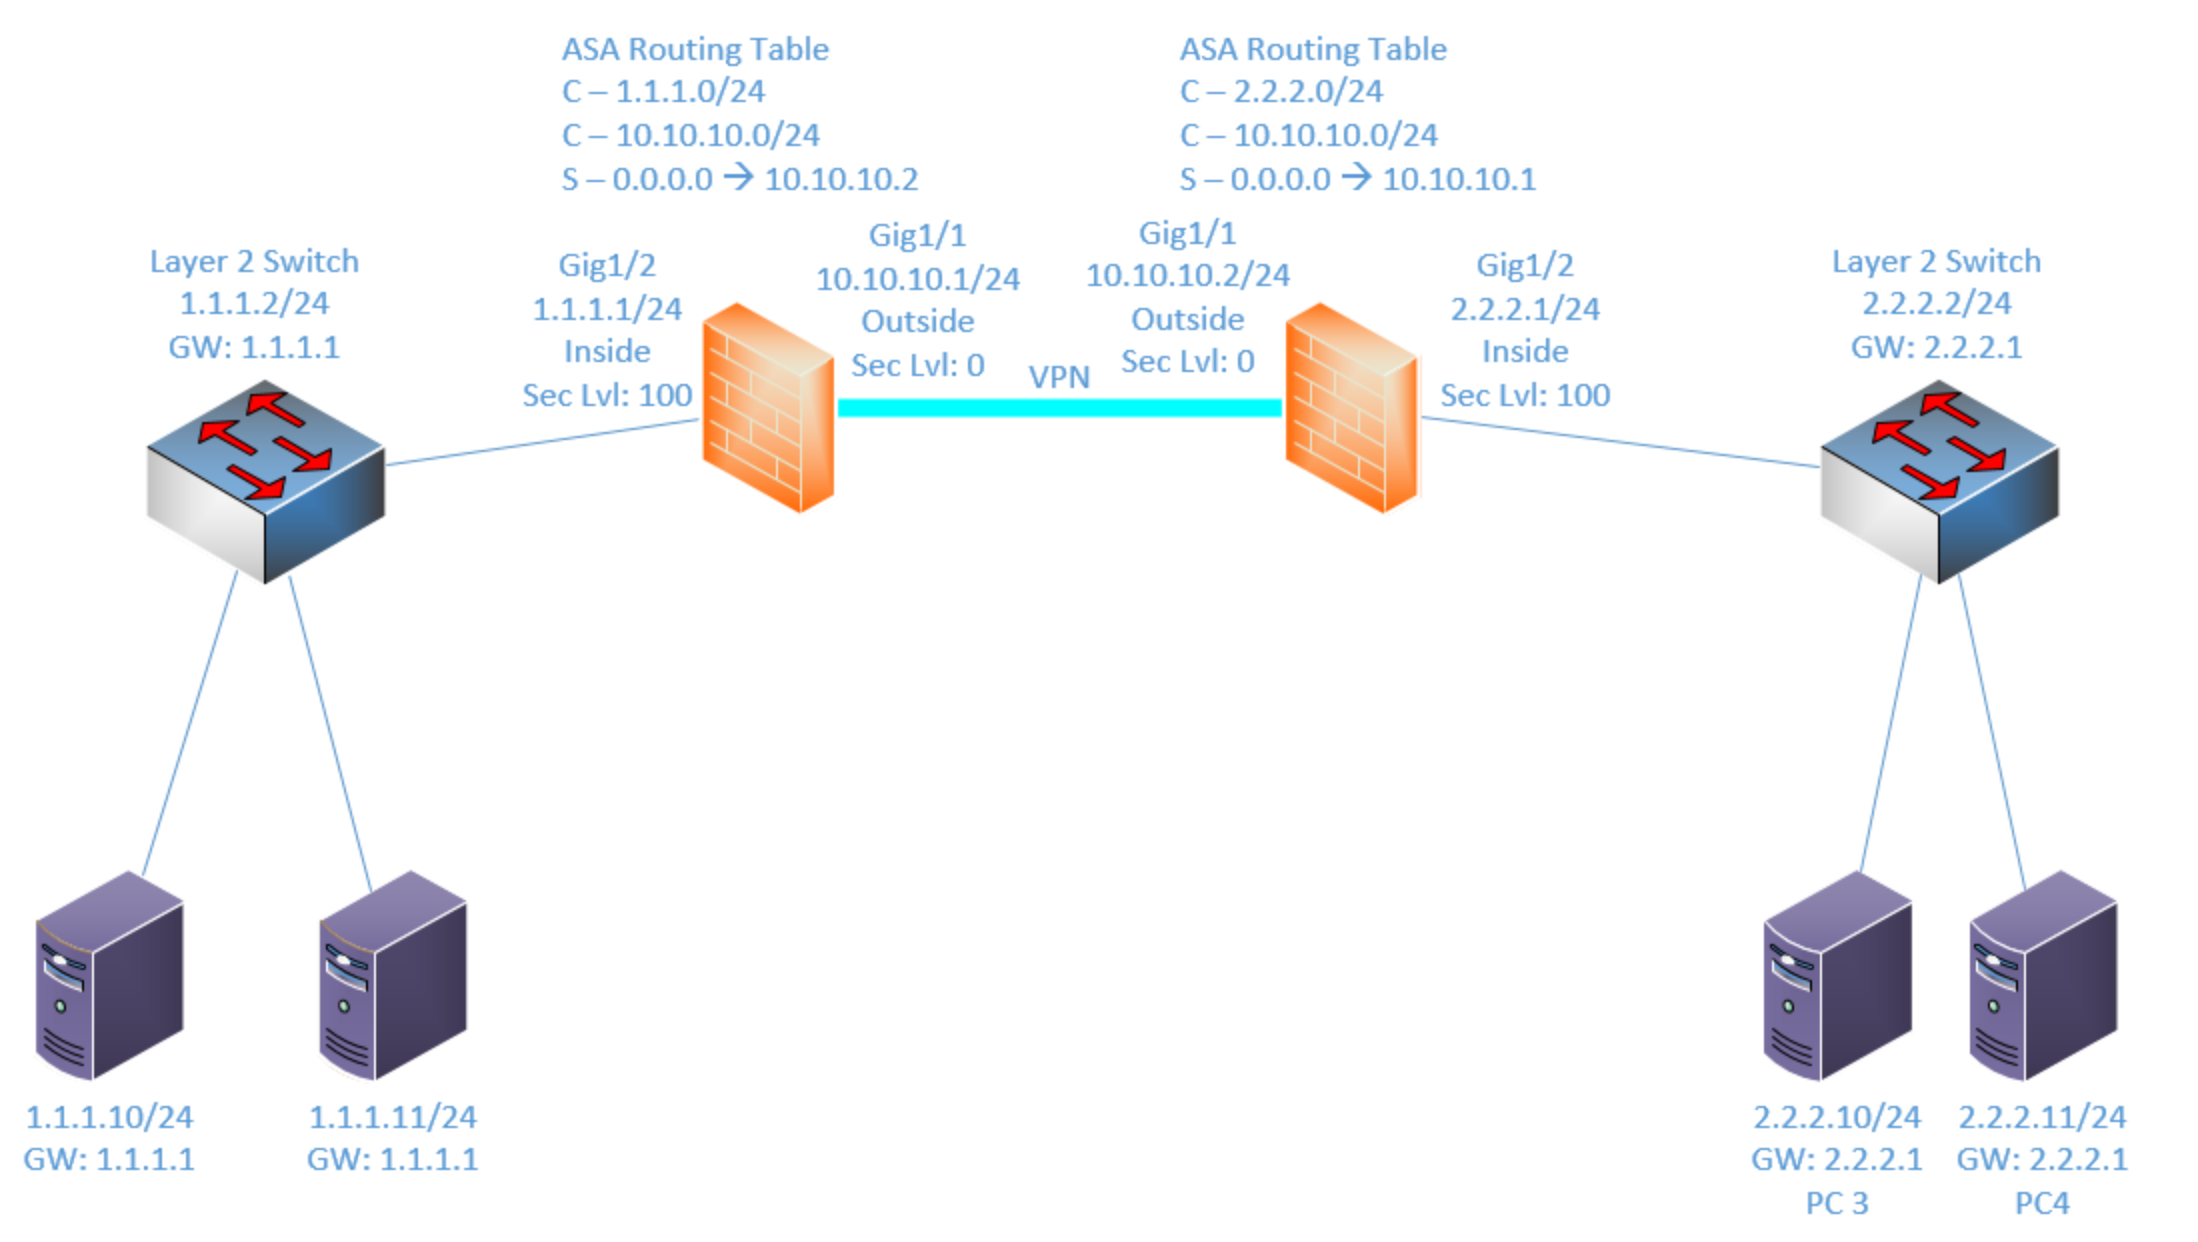 ASA Routing Table
C – 1.1.1.0/24
C – 10.10.10.0/24
S – 0.0.0.0 → 10.10.10.2
ASA Routing Table
C – 2.2.2.0/24
C – 10.10.10.0/24
S – 0.0.0.0 → 10.10.10.1
Layer 2 Switch
1.1.1.2/24
GW: 1.1.1.1
Gig1/2
1.1.1.1/24
Inside
Sec Lvl: 100
Gig1/1
10.10.10.1/24
Outside
Sec Lvl: 0
VPN
Gig1/1
10.10.10.2/24
Outside
Sec Lvl: 0
Gig1/2
2.2.2.1/24
Inside
Sec Lvl: 100
Layer 2 Switch
2.2.2.2/24
GW: 2.2.2.1
1.1.1.10/24
GW: 1.1.1.1
1.1.1.11/24
GW: 1.1.1.1
2.2.2.10/24
GW: 2.2.2.1
PC 3
2.2.2.11/24
GW: 2.2.2.1
PC4